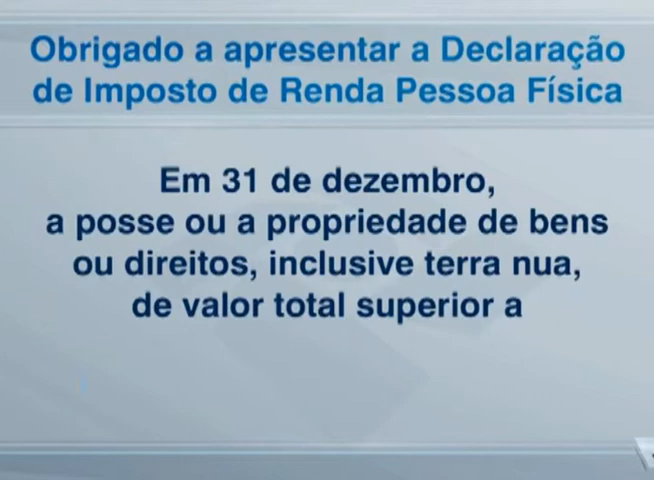 Obrigado a apresentar a Declaração
de Imposto de Renda Pessoa Física
Em 31 de dezembro,
a posse ou a propriedade de bens
ou direitos, inclusive terra nua,
de valor total superior a